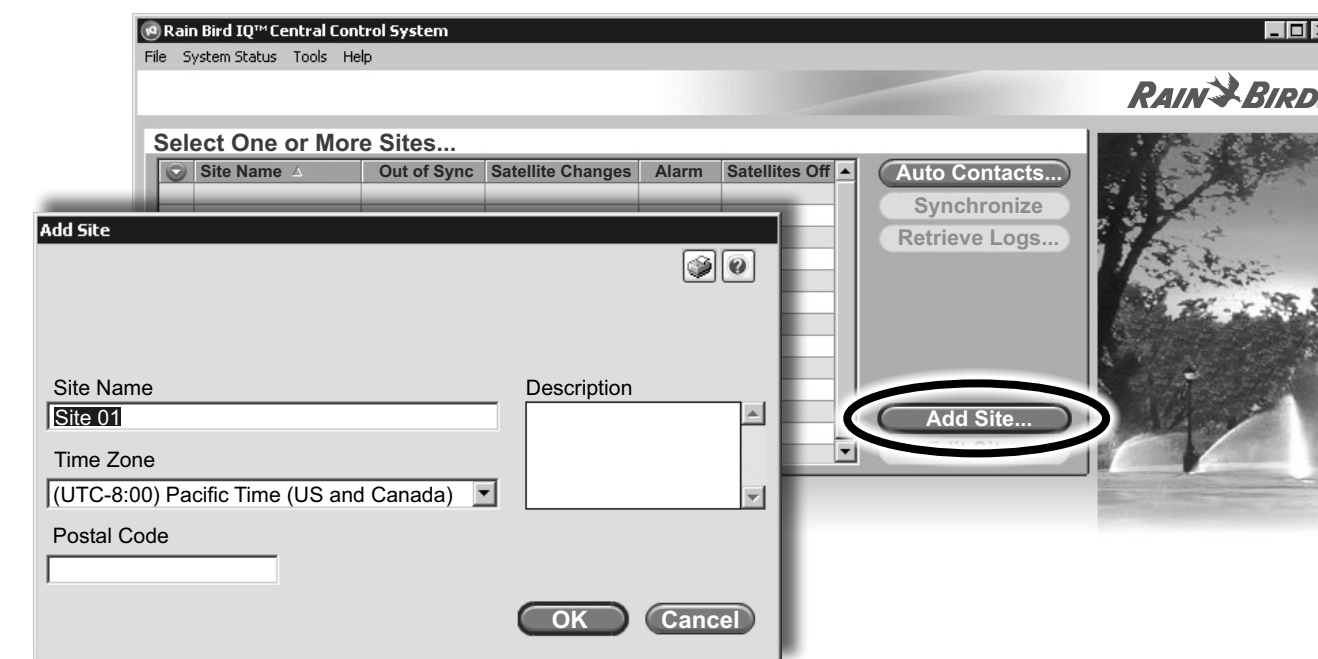 Rain Bird IQ™ Central Control System
File System Status Tools Help
RAIN BIRD
Select One or More Sites...
Site Name Out of Sync Satellite Changes Alarm Satellites Off
Auto Contacts...
Synchronize
Retrieve Logs...
Add Site...
Add Site
Site Name
Site 01
Description
Time Zone
(UTC-8:00) Pacific Time (US and Canada)
Postal Code
OK Cancel